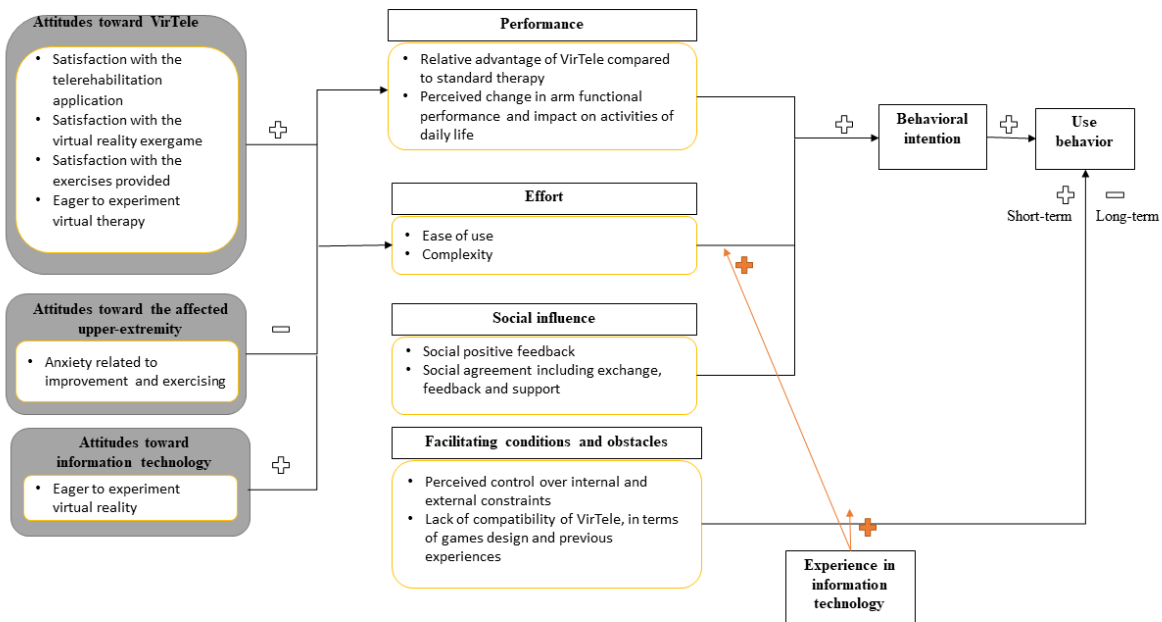 Attitudes toward VirTele
• Satisfaction with the
telerehabilitation
application
• Satisfaction with the
virtual reality exergame
• Satisfaction with the
exercises provided
• Eager to experiment
virtual therapy
Attitudes toward the affected
upper-extremity
• Anxiety related to
improvement and exercising
Attitudes toward
information technology
• Eager to experiment
virtual reality
Performance
• Relative advantage of VirTele compared
to standard therapy
• Perceived change in arm functional
performance and impact on activities of
daily life
Effort
• Ease of use
• Complexity
Social influence
• Social positive feedback
• Social agreement including exchange,
feedback and support
Facilitating conditions and obstacles
• Perceived control over internal and
external constraints
• Lack of compatibility of VirTele, in terms
of games design and previous
experiences
Behavioral
intention
Use
behavior
Short-term
Long-term
Experience in
information
technology